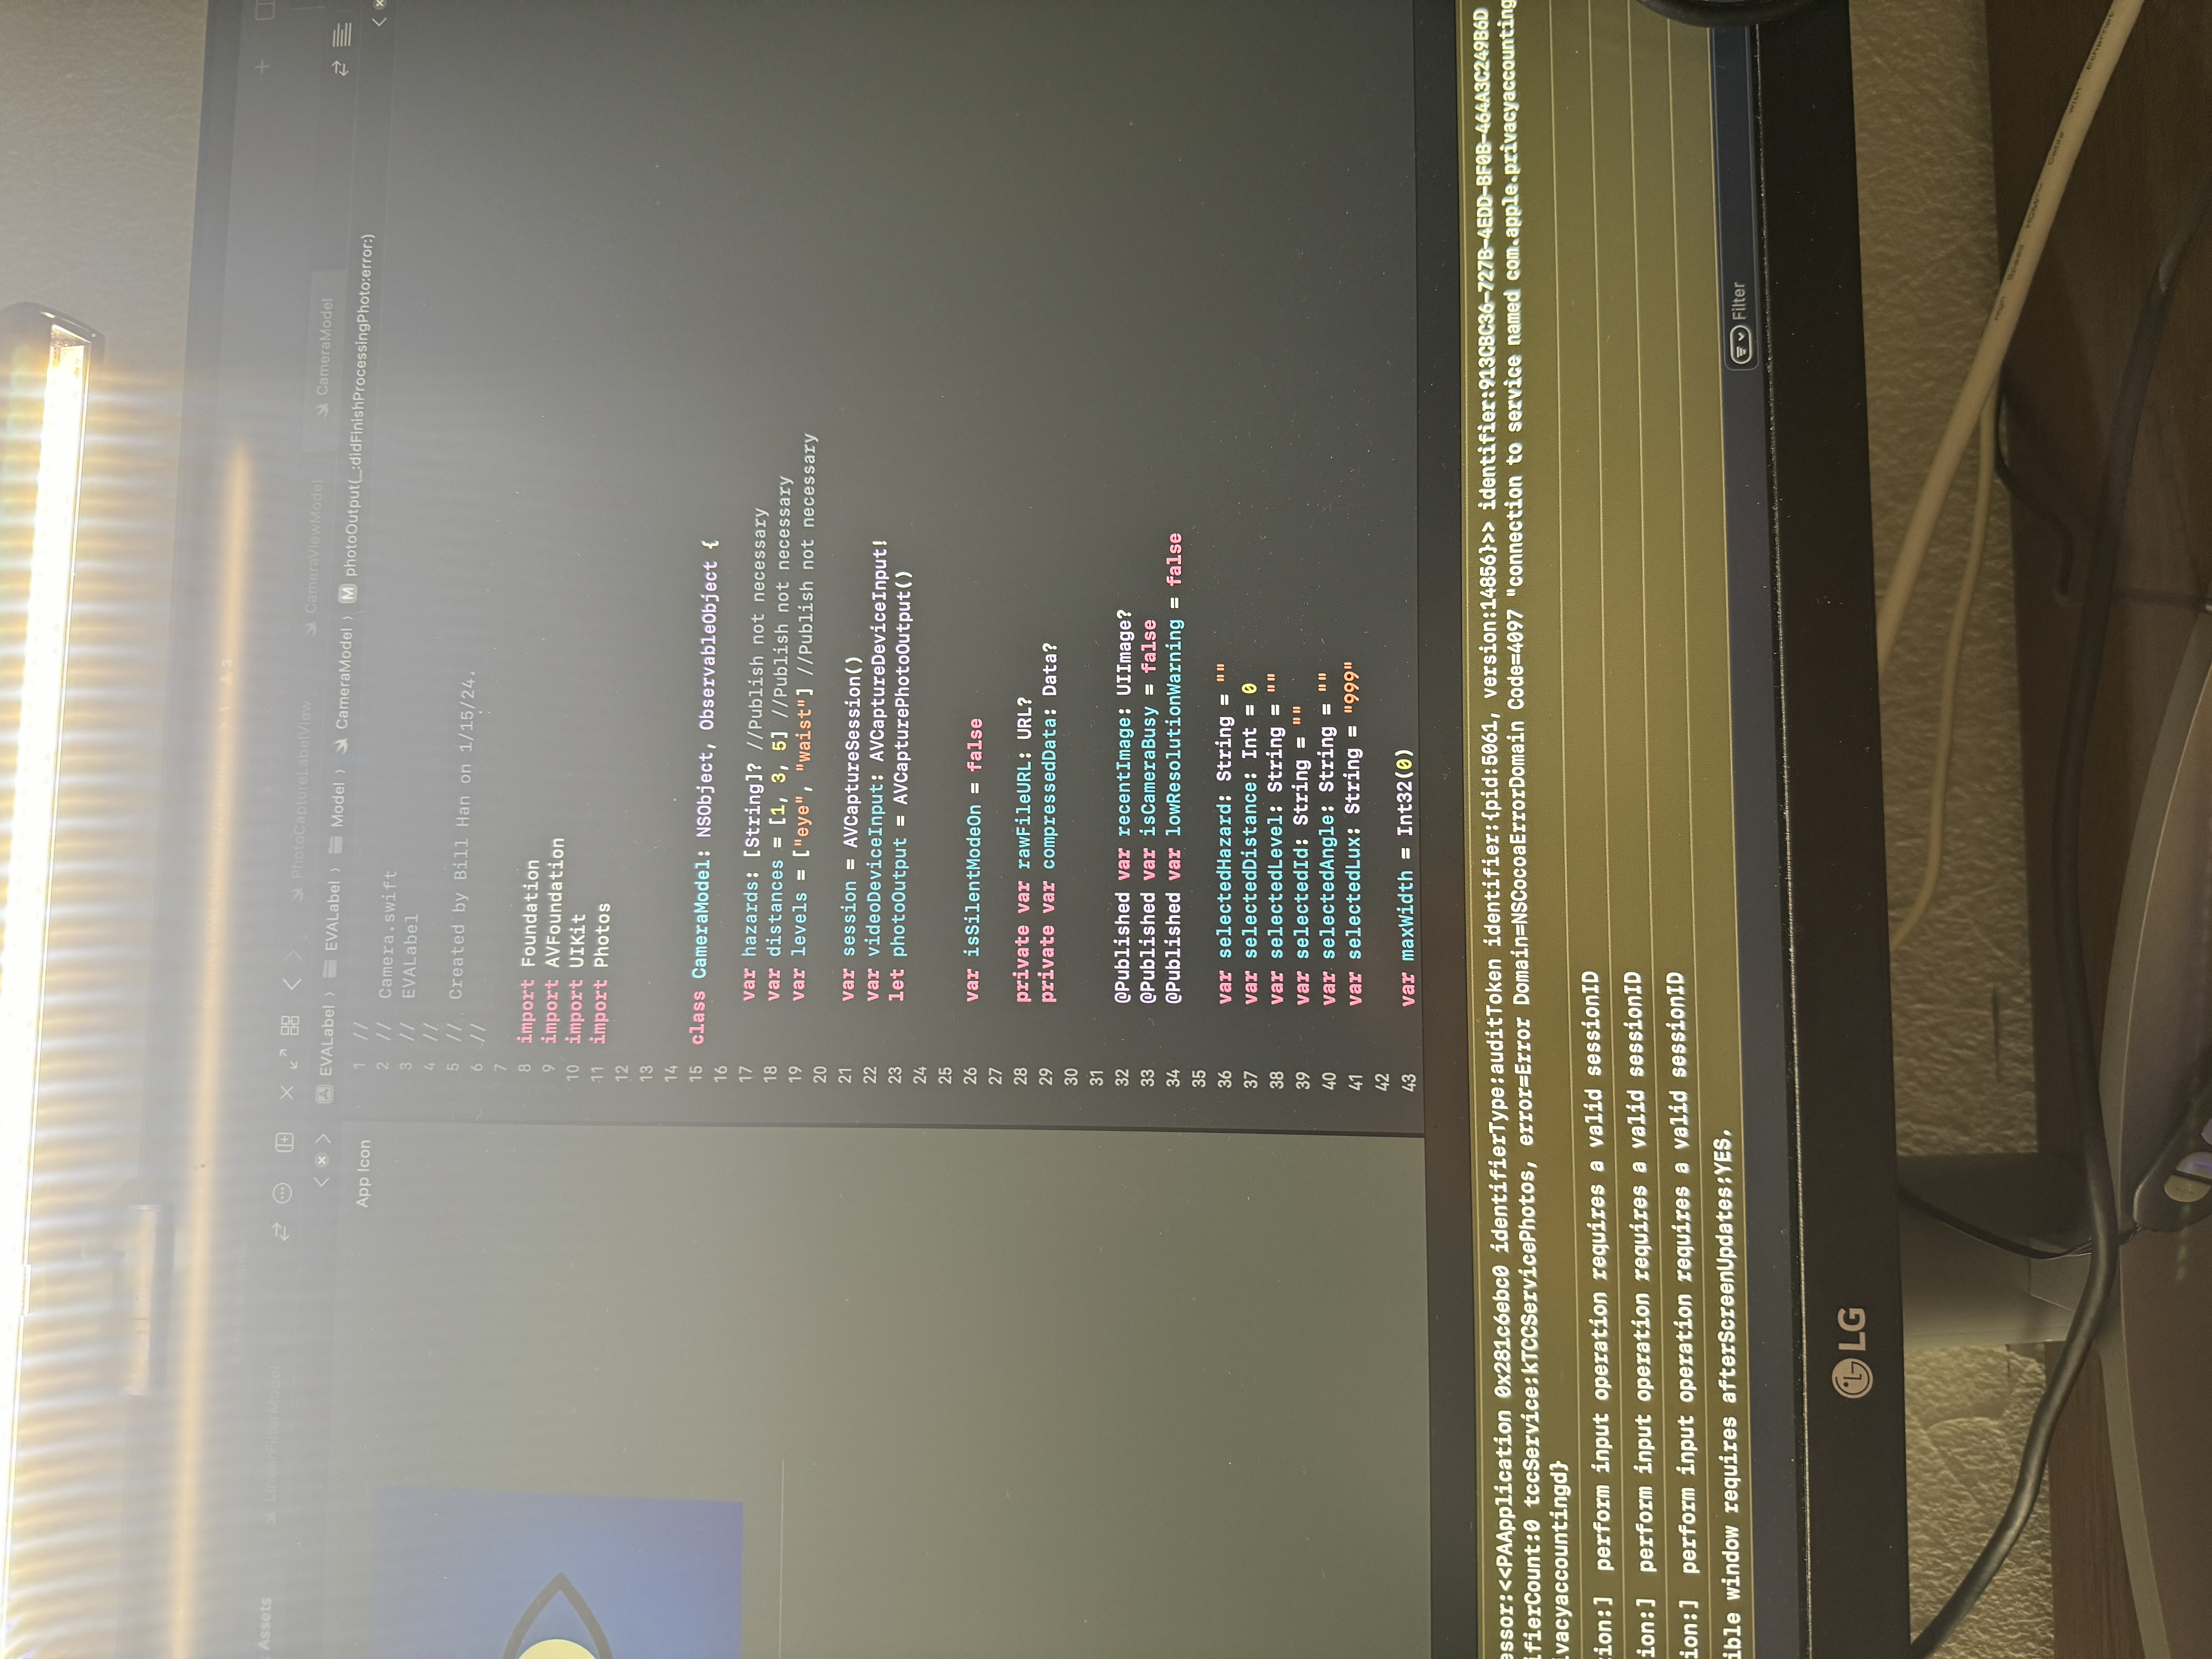 1 3
Assets
LinearFilterModel
PhotoCaptureLabelView
CameraViewModel
CameraModel
EVALabel 〉 EVALabel 〉 Model 〉 CameraModel 〉 M photoOutput(_:didFinishProcessingPhoto:error:)
App Icon
1 //
2 // Camera.swift
3 // EVALabel
4 //
5 // Created by Bill Han on 1/15/24.
6 //
7
8 import Foundation
9 import AVFoundation
10 import UIKit
11 import Photos
12
13
14
15 class CameraModel: NSObject, ObservableObject {
16
17 var hazards: [String]? //Publish not necessary
18 var distances = [1, 3, 5] //Publish not necessary
19 var levels = ["eye", "waist"] //Publish not necessary
20
21 var session = AVCaptureSession()
22 var videoDeviceInput: AVCaptureDeviceInput!
23 let photoOutput = AVCapturePhotoOutput()
24
25
26 var isSilentModeOn = false
27
28 private var rawFileURL: URL?
29 private var compressedData: Data?
30
31
32 @Published var recentImage: UIImage?
33 @Published var isCameraBusy = false
34 @Published var lowResolutionWarning = false
35
36 var selectedHazard: String = ""
37 var selectedDistance: Int = 0
38 var selectedLevel: String = ""
39 var selectedId: String = ""
40 var selectedAngle: String = ""
41 var selectedLux: String = "999"
42
43 var maxWidth = Int32(0)
essor:<<PAApplication 0x281c6ebc0 identifierType:auditToken identifier:{pid:5061, version:14856}>> identifier:913CBC36-727B-4EDD-BF0B-464A3C249B6D
ifierCount:0 tccService:kTCCServicePhotos, error=Error Domain=NSCocoaErrorDomain Code=4097 "connection to service named com.apple.privacyaccounting
ivacyaccountingd}
tion:] perform input operation requires a valid sessionID
ion:] perform input operation requires a valid sessionID
ion:] perform input operation requires a valid sessionID
ible window requires afterScreenUpdates:YES.
Filter
LG
High Speed HDMI™ Cable with Ethernet